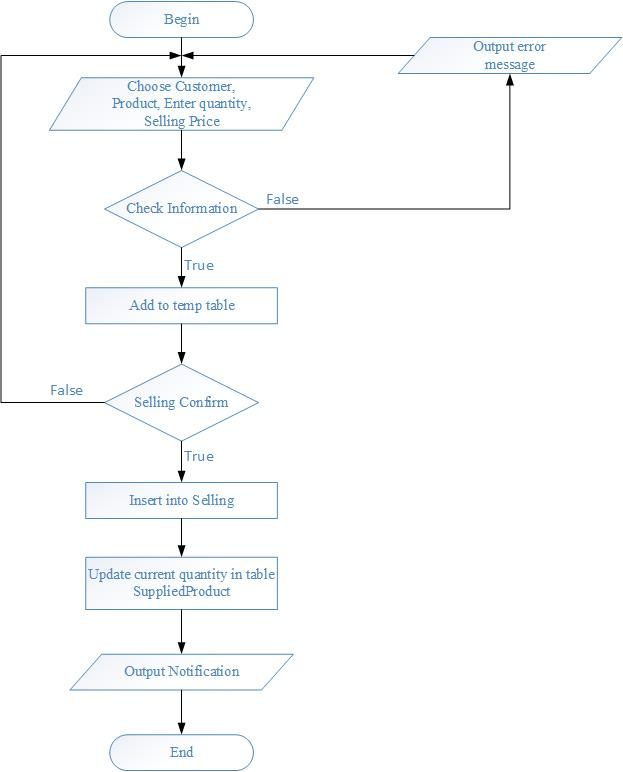 Begin
Output error
message
Choose Customer,
Product, Enter quantity,
Selling Price
Check Information
False
True
Add to temp table
False
Selling Confirm
True
Insert into Selling
Update current quantity in table
SuppliedProduct
Output Notification
End